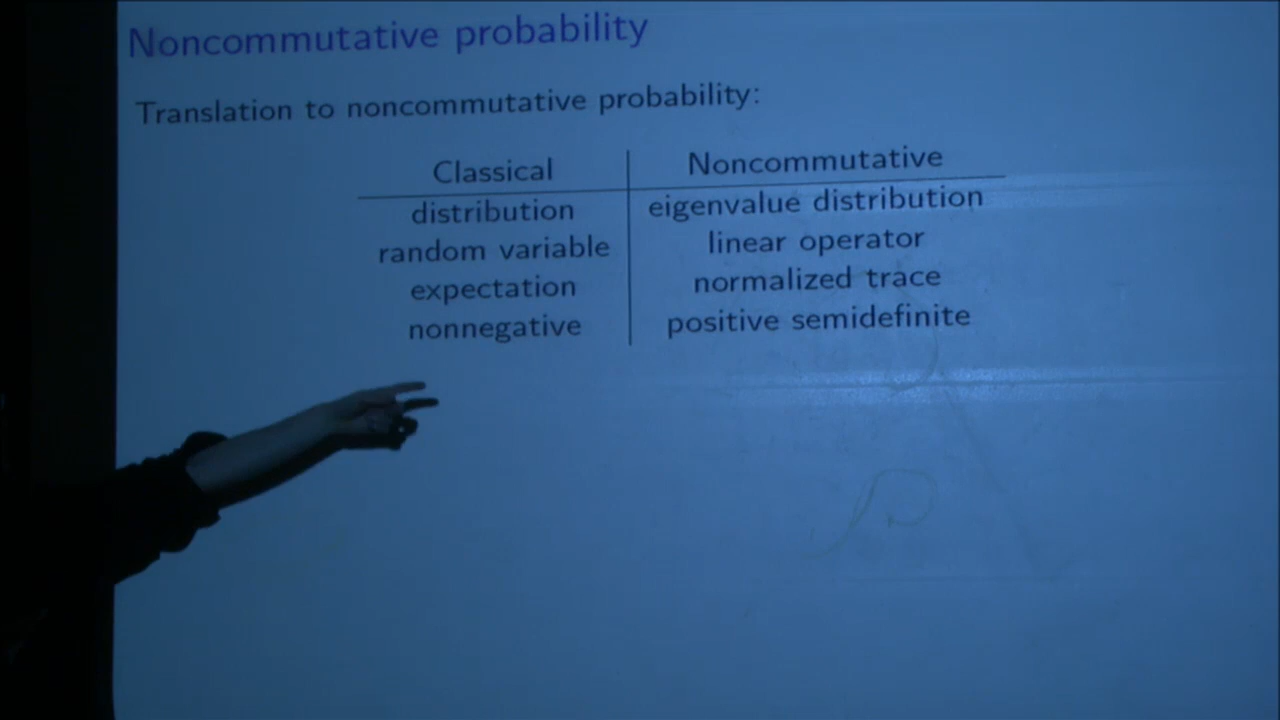 Noncommutative probability
Translation to noncommutative probability:
Classical Noncommutative
distribution eigenvalue distribution
random variable linear operator
expectation normalized trace
nonnegative positive semidefinite